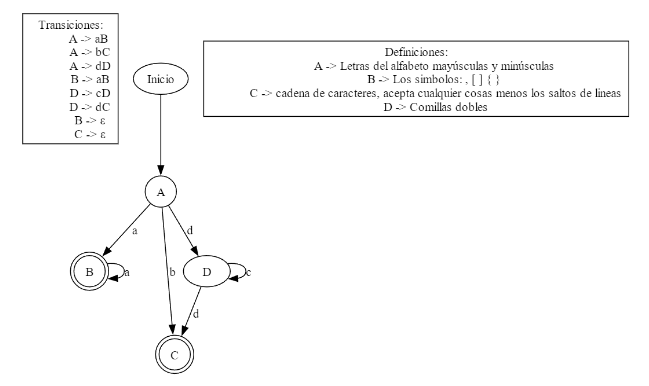 Transiciones:
A -> aB
A -> bC
A -> dD
B -> aB
D -> cD
D -> dC
B -> ε
C -> ε
Definiciones:
A -> Letras del alfabeto mayúsculas y minúsculas
B -> Los símbolos: , [ ] { }
C -> cadena de caracteres, acepta cualquier cosas menos los saltos de lineas
D -> Comillas dobles
Inicio
A
a
d
B
a
b
D
c
d
C